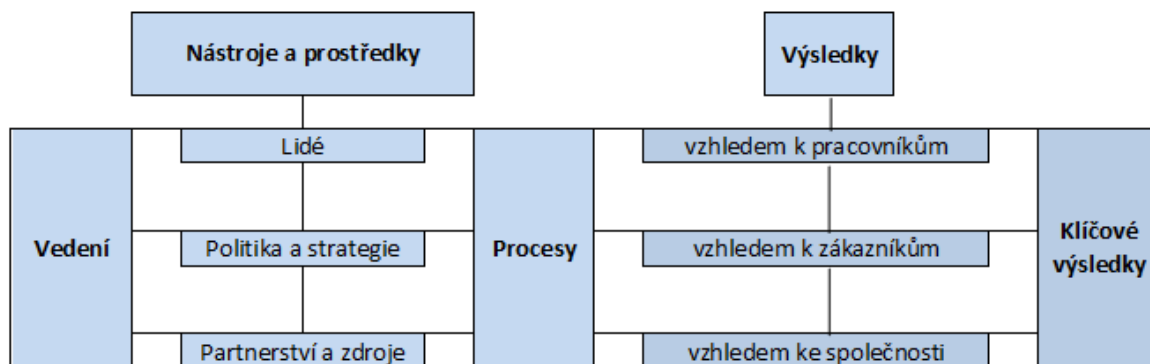 Nástroje a prostředky
Výsledky
Lidé
vzhledem k pracovníkům
Vedení
Politika a strategie
Procesy
vzhledem k zákazníkům
Klíčové
výsledky
Partnerství a zdroje
vzhledem ke společnosti